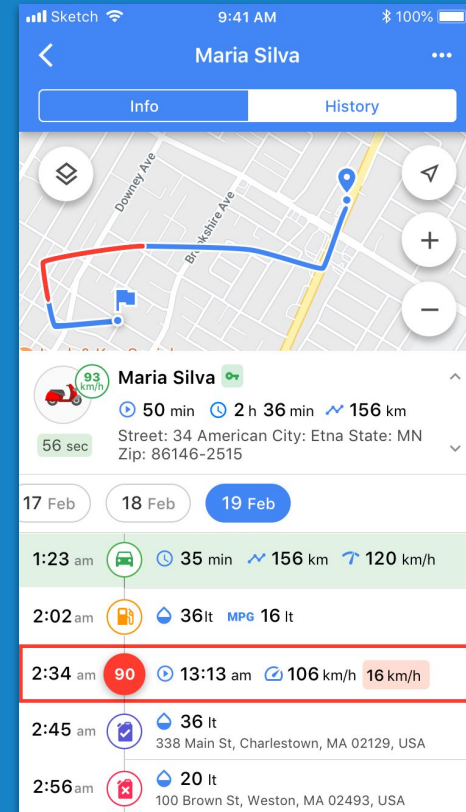 Sketch 9:41 AM 100%
Maria Silva
Info History
Downey Ave
Brookshire Ave
93 km/h
Maria Silva
50 min 2 h 36 min 156 km
56 sec
Street: 34 American City: Etna State: MN
Zip: 86146-2515
17 Feb 18 Feb 19 Feb
1:23 am 35 min 156 km 120 km/h
2:02 am 36 lt MPG 16 lt
2:34 am 90 13:13 am 106 km/h 16 km/h
2:45 am 36 lt
338 Main St, Charlestown, MA 02129, USA
2:56 am 20 lt
100 Brown St, Weston, MA 02493, USA